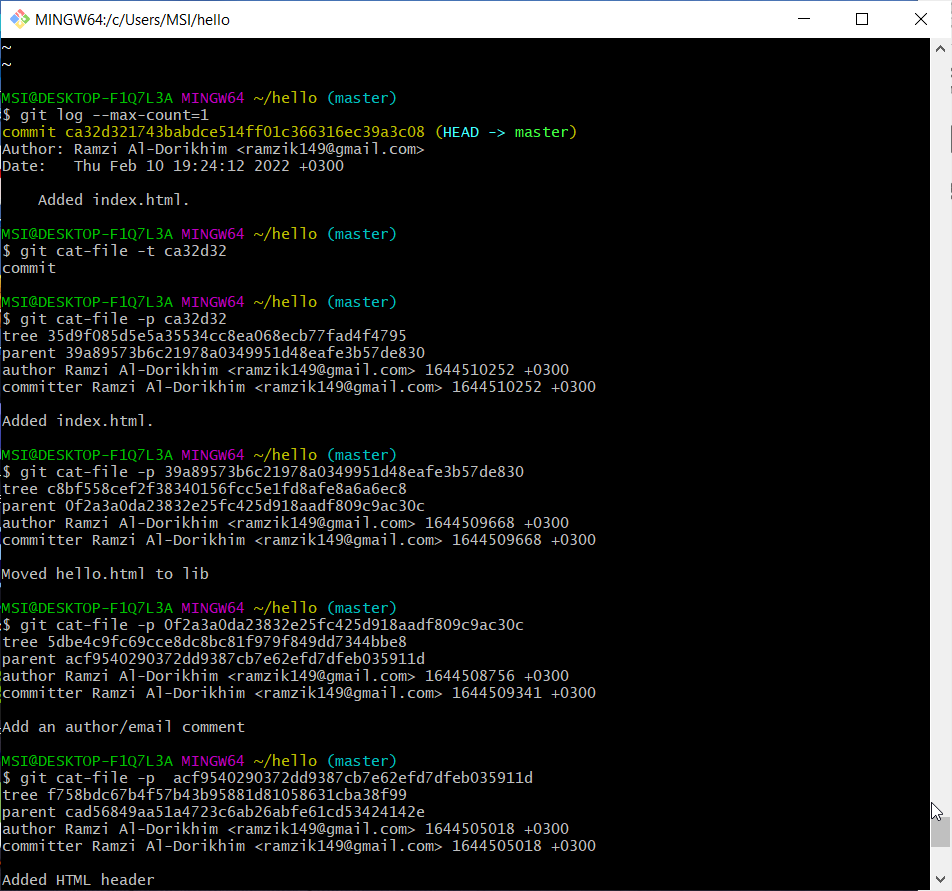 MINGW64:/c/Users/MSI/hello
~
~
MSI@DESKTOP-F1Q7L3A MINGW64 ~/hello (master)
$ git log --max-count=1
commit ca32d321743babdce514ff01c366316ec39a3c08 (HEAD -> master)
Author: Ramzi Al-Dorikhim <ramzik149@gmail.com>
Date:   Thu Feb 10 19:24:12 2022 +0300
    Added index.html.
MSI@DESKTOP-F1Q7L3A MINGW64 ~/hello (master)
$ git cat-file -t ca32d32
commit
MSI@DESKTOP-F1Q7L3A MINGW64 ~/hello (master)
$ git cat-file -p ca32d32
tree 35d9f085d5e5a35534cc8ea068ecb77fad4f4795
parent 39a89573b6c21978a0349951d48eafe3b57de830
author Ramzi Al-Dorikhim <ramzik149@gmail.com> 1644510252 +0300
committer Ramzi Al-Dorikhim <ramzik149@gmail.com> 1644510252 +0300
Added index.html.
MSI@DESKTOP-F1Q7L3A MINGW64 ~/hello (master)
$ git cat-file -p 39a89573b6c21978a0349951d48eafe3b57de830
tree c8bf558cef2f38340156fcc5e1fd8afe8a6a6ec8
parent 0f2a3a0da23832e25fc425d918aadf809c9ac30c
author Ramzi Al-Dorikhim <ramzik149@gmail.com> 1644509668 +0300
committer Ramzi Al-Dorikhim <ramzik149@gmail.com> 1644509668 +0300
Moved hello.html to lib
MSI@DESKTOP-F1Q7L3A MINGW64 ~/hello (master)
$ git cat-file -p 0f2a3a0da23832e25fc425d918aadf809c9ac30c
tree 5dbe4c9fc69cce8dc8bc81f979f849dd7344bbe8
parent acf9540290372dd9387cb7e62efd7dfeb035911d
author Ramzi Al-Dorikhim <ramzik149@gmail.com> 1644508756 +0300
committer Ramzi Al-Dorikhim <ramzik149@gmail.com> 1644509341 +0300
Add an author/email comment
MSI@DESKTOP-F1Q7L3A MINGW64 ~/hello (master)
$ git cat-file -p  acf9540290372dd9387cb7e62efd7dfeb035911d
tree f758bdc67b4f57b43b95881d81058631cba38f99
parent cad56849aa51a4723c6ab26abfe61cd53424142e
author Ramzi Al-Dorikhim <ramzik149@gmail.com> 1644505018 +0300
committer Ramzi Al-Dorikhim <ramzik149@gmail.com> 1644505018 +0300
Added HTML header